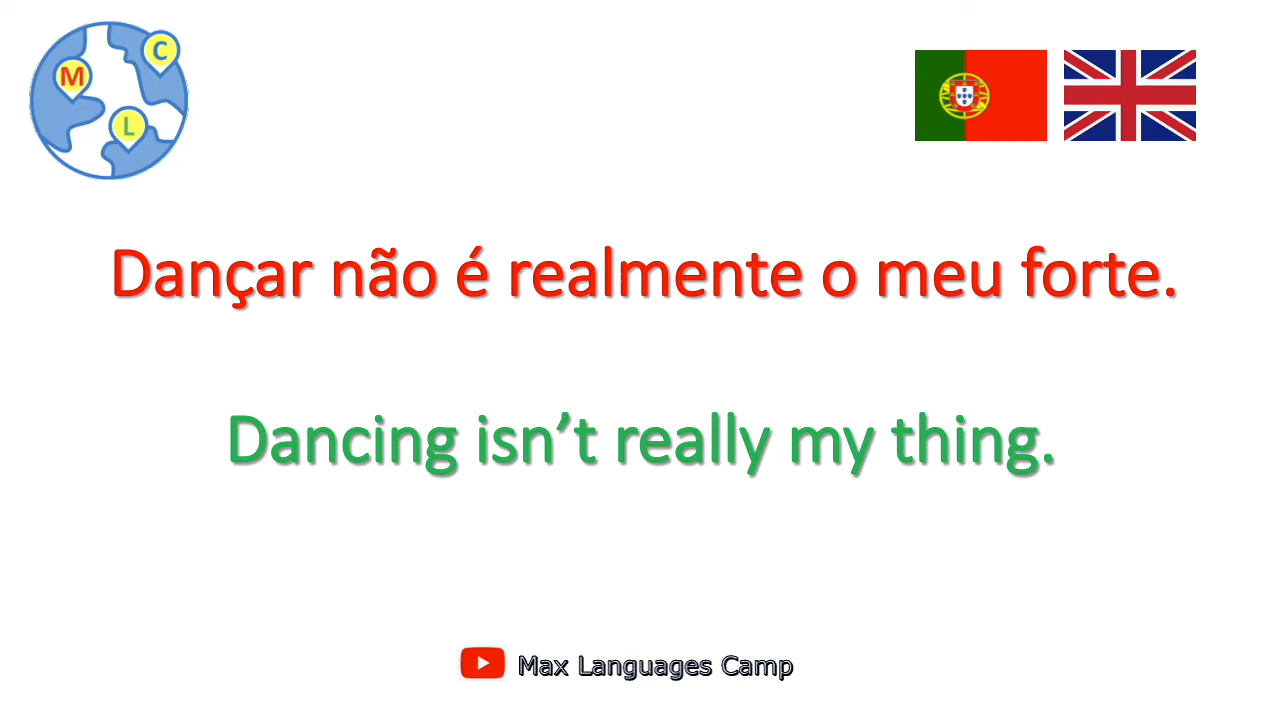 M
C
L
Dançar não é realmente o meu forte.
Dancing isn’t really my thing.
Max Languages Camp